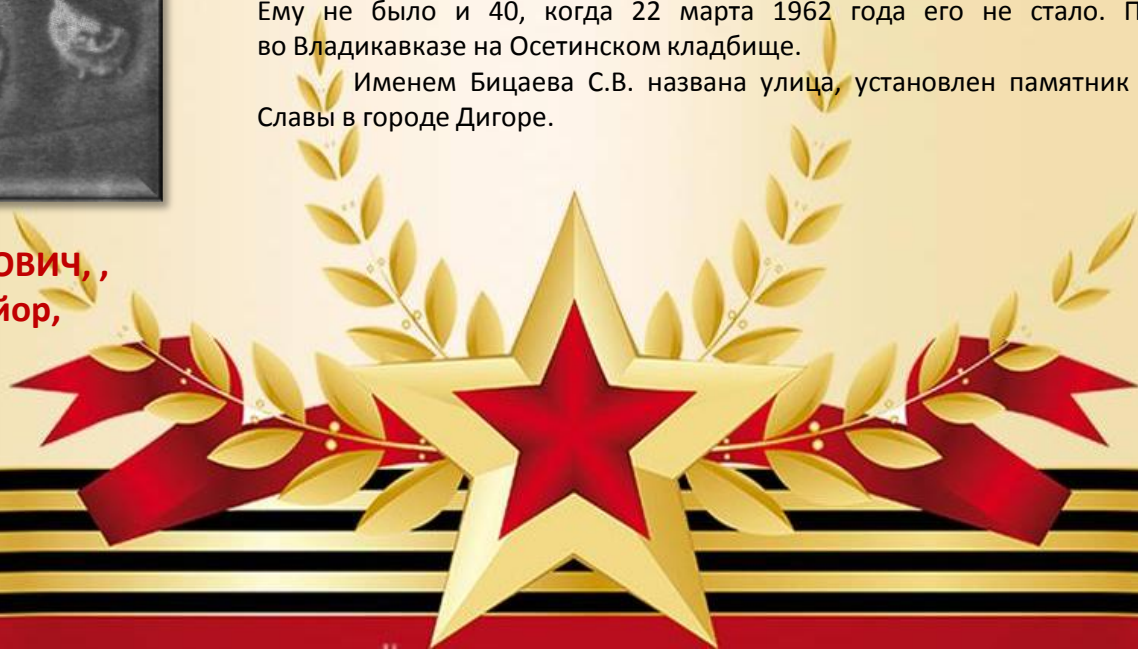 Ему не было и 40, когда 22 марта 1962 года его не стало.
во Владикавказе на Осетинском кладбище.
Именем Бицаева С.В. названа улица, установлен памятник
Славы в городе Дигоре.
ОВИЧ, ,
йор,